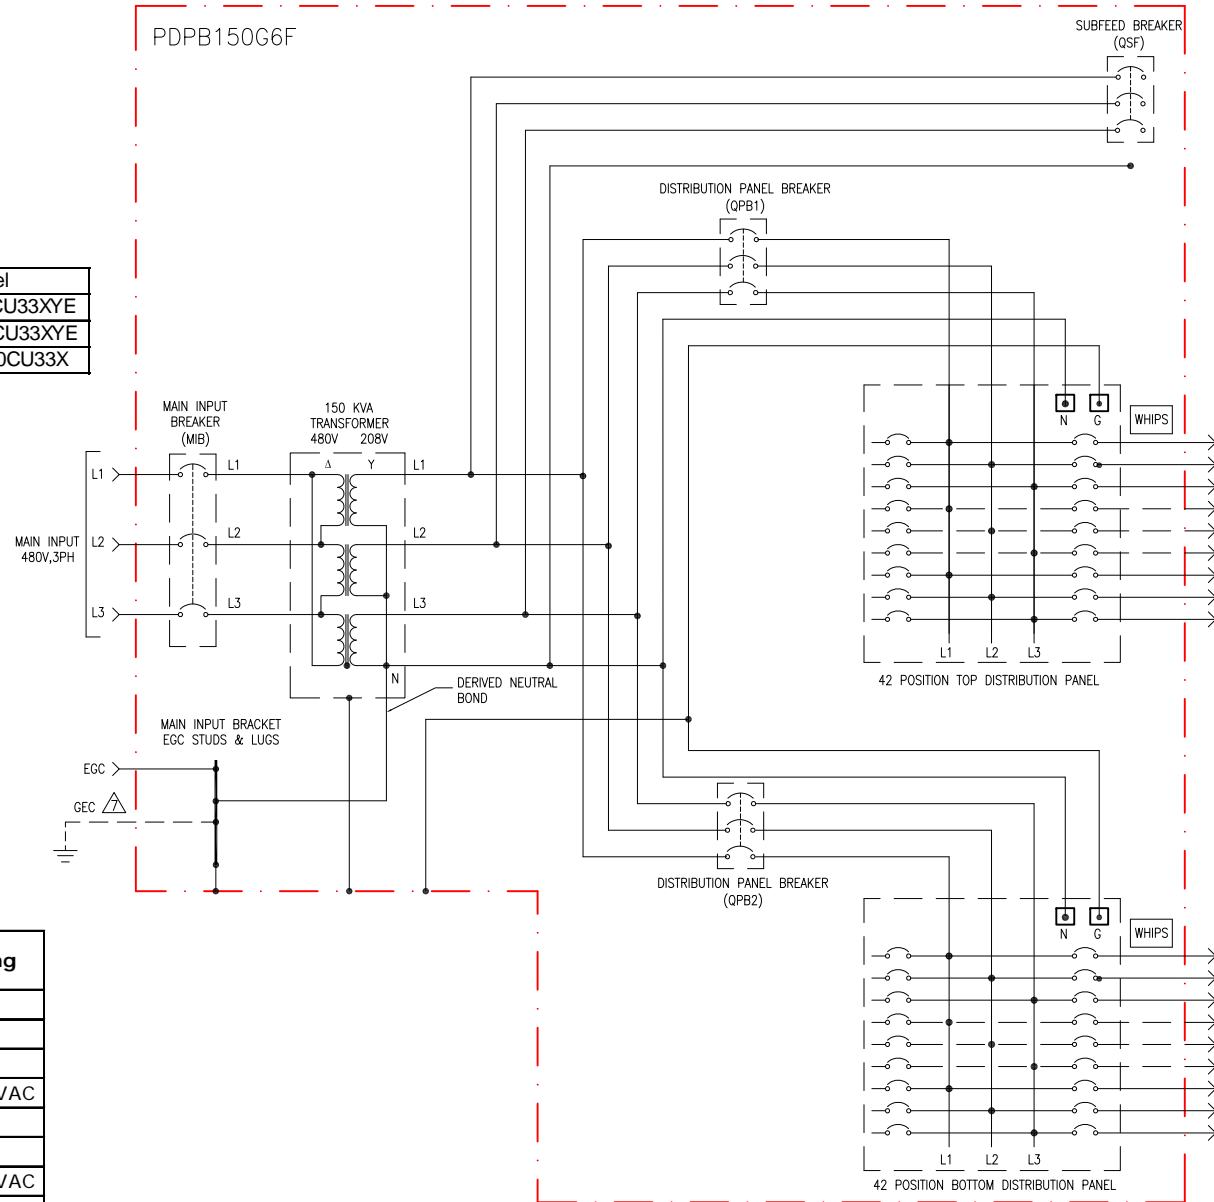 PDPB150G6F
SUBFEED BREAKER
(QSF)
DISTRIBUTION PANEL BREAKER
(QPB1)
el
CU33XYE
CU33XYE
0CU33X
MAIN INPUT
BREAKER
(MIB)
150 KVA
TRANSFORMER
480V 208V
Δ Y
L1
L1
L1
MAIN INPUT
480V,3PH
L2
L2
L2
L3
L3
L3
N
DERIVED NEUTRAL
BOND
N G
WHIPS
L1 L2 L3
42 POSITION TOP DISTRIBUTION PANEL
MAIN INPUT BRACKET
EGC STUDS & LUGS
EGC
GEC 7
DISTRIBUTION PANEL BREAKER
(QPB2)
N G
WHIPS
L1 L2 L3
42 POSITION BOTTOM DISTRIBUTION PANEL
g
VAC
VAC